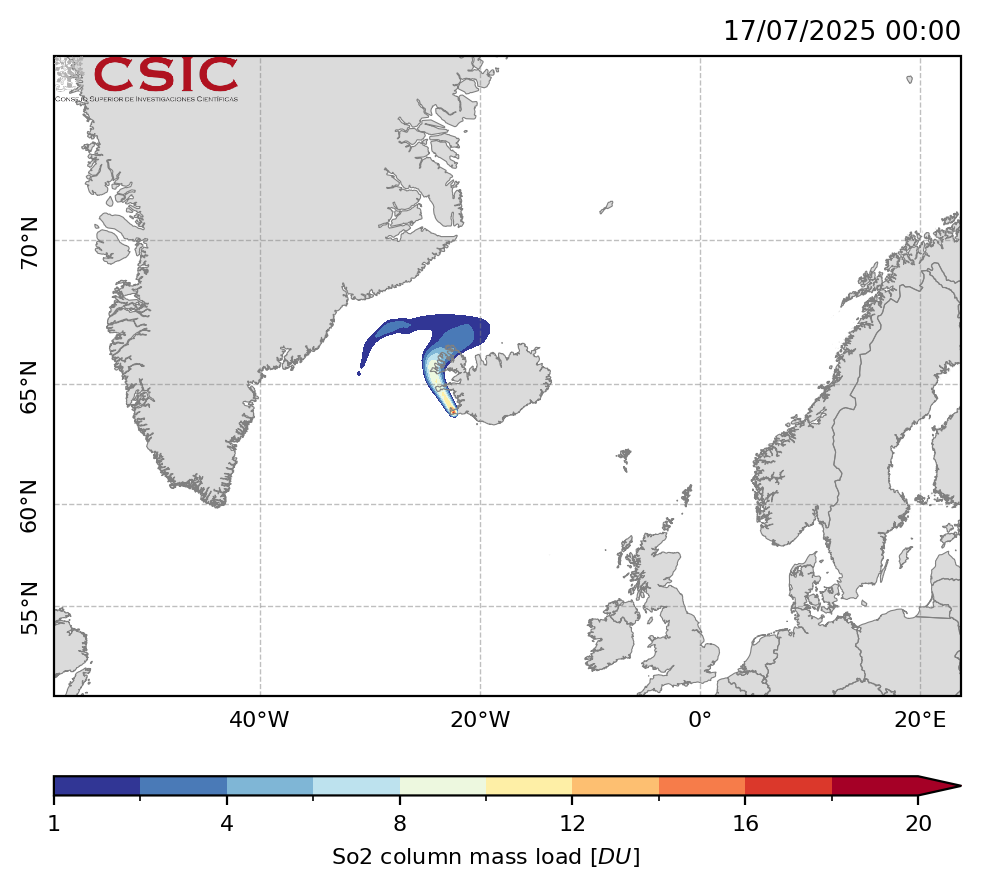 17/07/2025 00:00
CSIC
CONSEJO SUPERIOR DE INVESTIGACIONES CIENTÍFICAS
70°N
65°N
60°N
55°N
40°W 20°W 0° 20°E
1 4 8 12 16 20
So2 column mass load [DU]